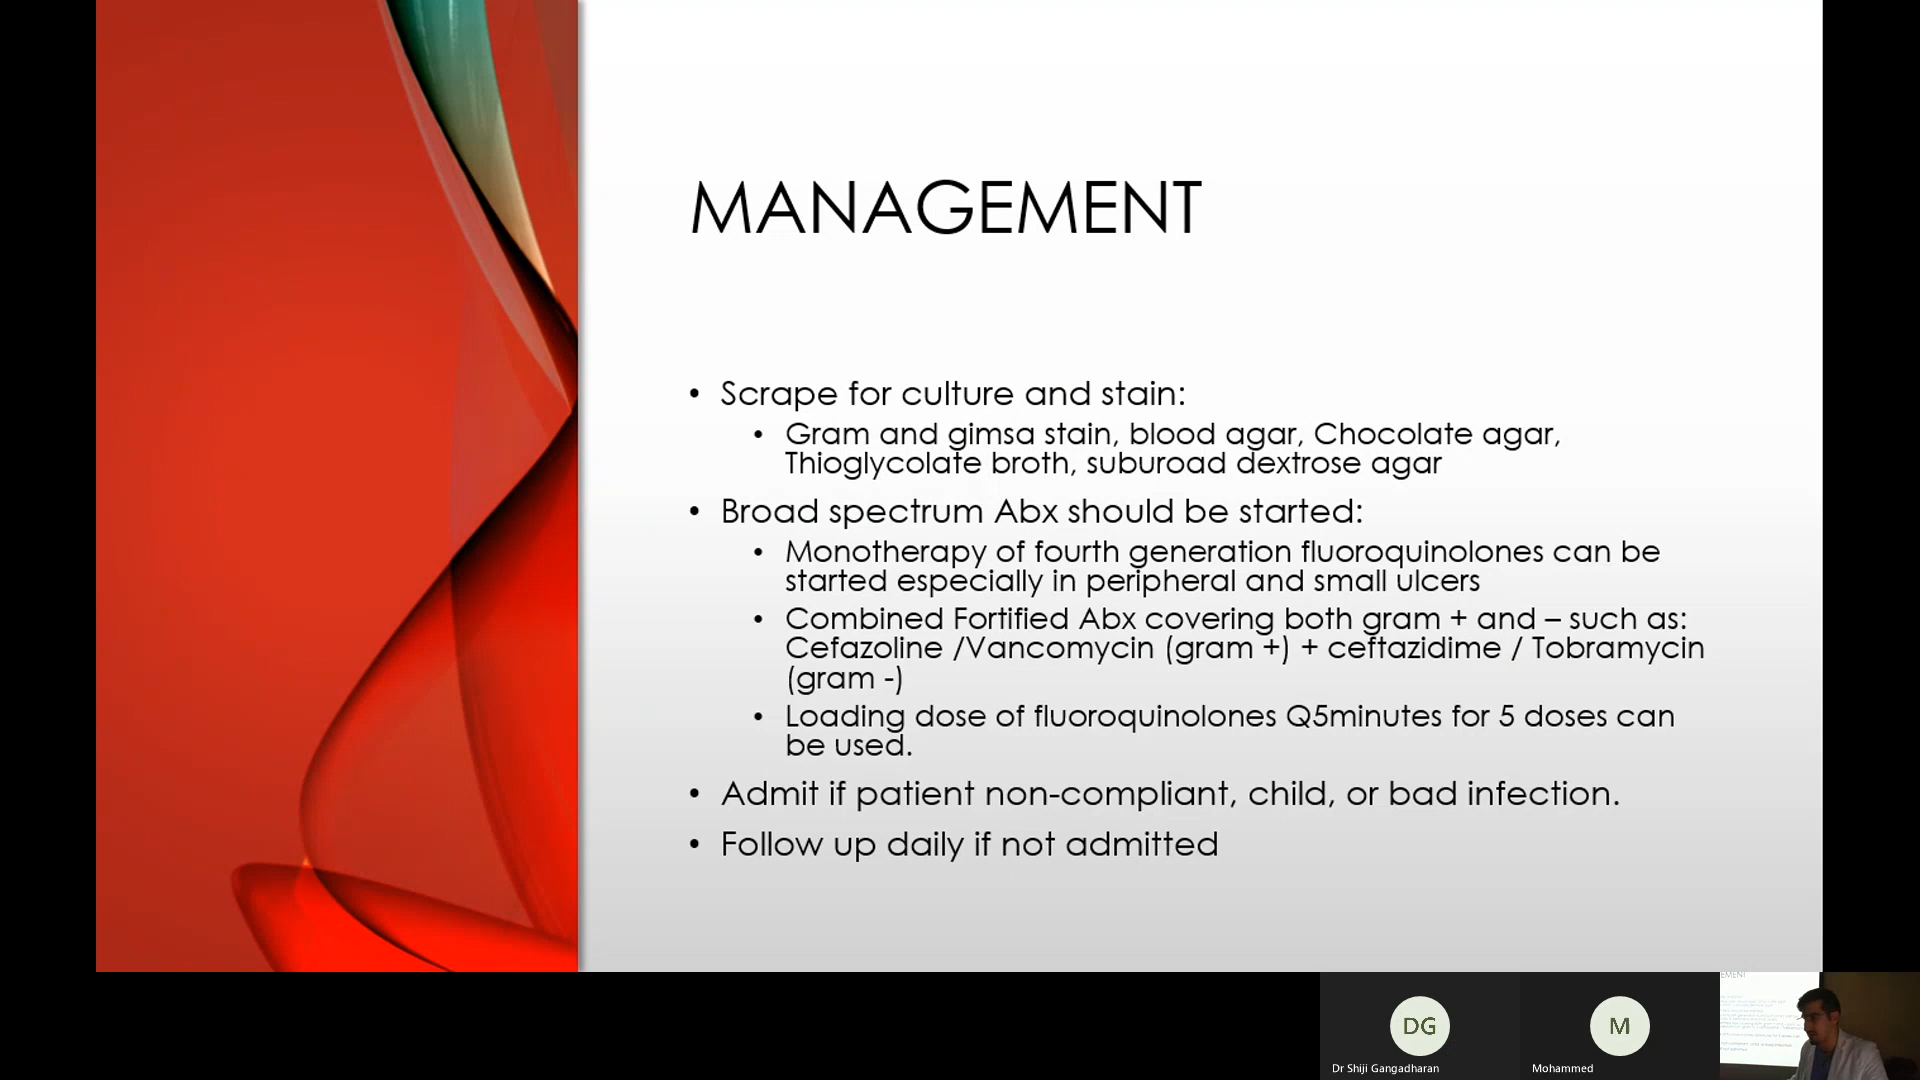 MANAGEMENT
• Scrape for culture and stain:
• Gram and gimsa stain, blood agar, Chocolate agar,
Thioglycolate broth, suburoad dextrose agar
• Broad spectrum Abx should be started:
• Monotherapy of fourth generation fluoroquinolones can be
started especially in peripheral and small ulcers
• Combined Fortified Abx covering both gram + and – such as:
Cefazoline /Vancomycin (gram +) + ceftazidime / Tobramycin
(gram -)
• Loading dose of fluoroquinolones Q5minutes for 5 doses can
be used.
• Admit if patient non-compliant, child, or bad infection.
• Follow up daily if not admitted
DG
Dr Shiji Gangadharan
M
Mohammed